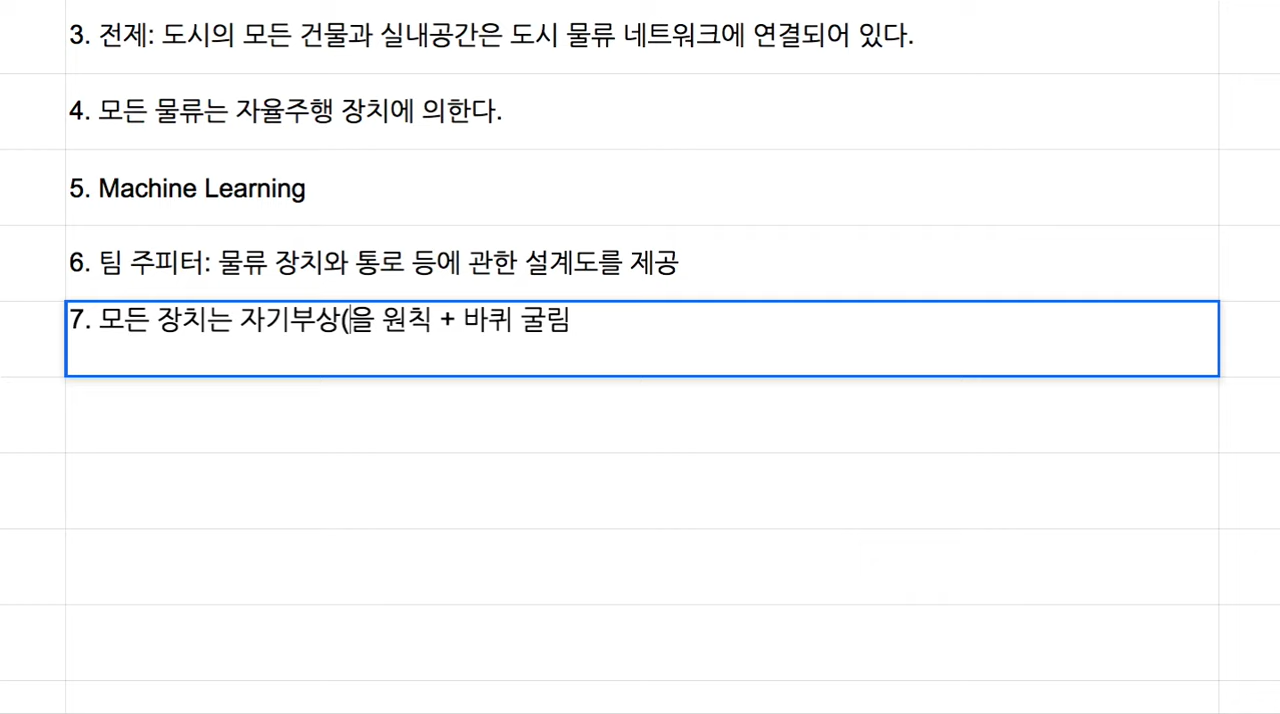 3. 전제: 도시의 모든 건물과 실내공간은 도시 물류 네트워크에 연결되어 있다.
4. 모든 물류는 자율주행 장치에 의한다.
5. Machine Learning
6. 팀 주피터: 물류 장치와 통로 등에 관한 설계도를 제공
7. 모든 장치는 자기부상(을 원칙 + 바퀴 굴림